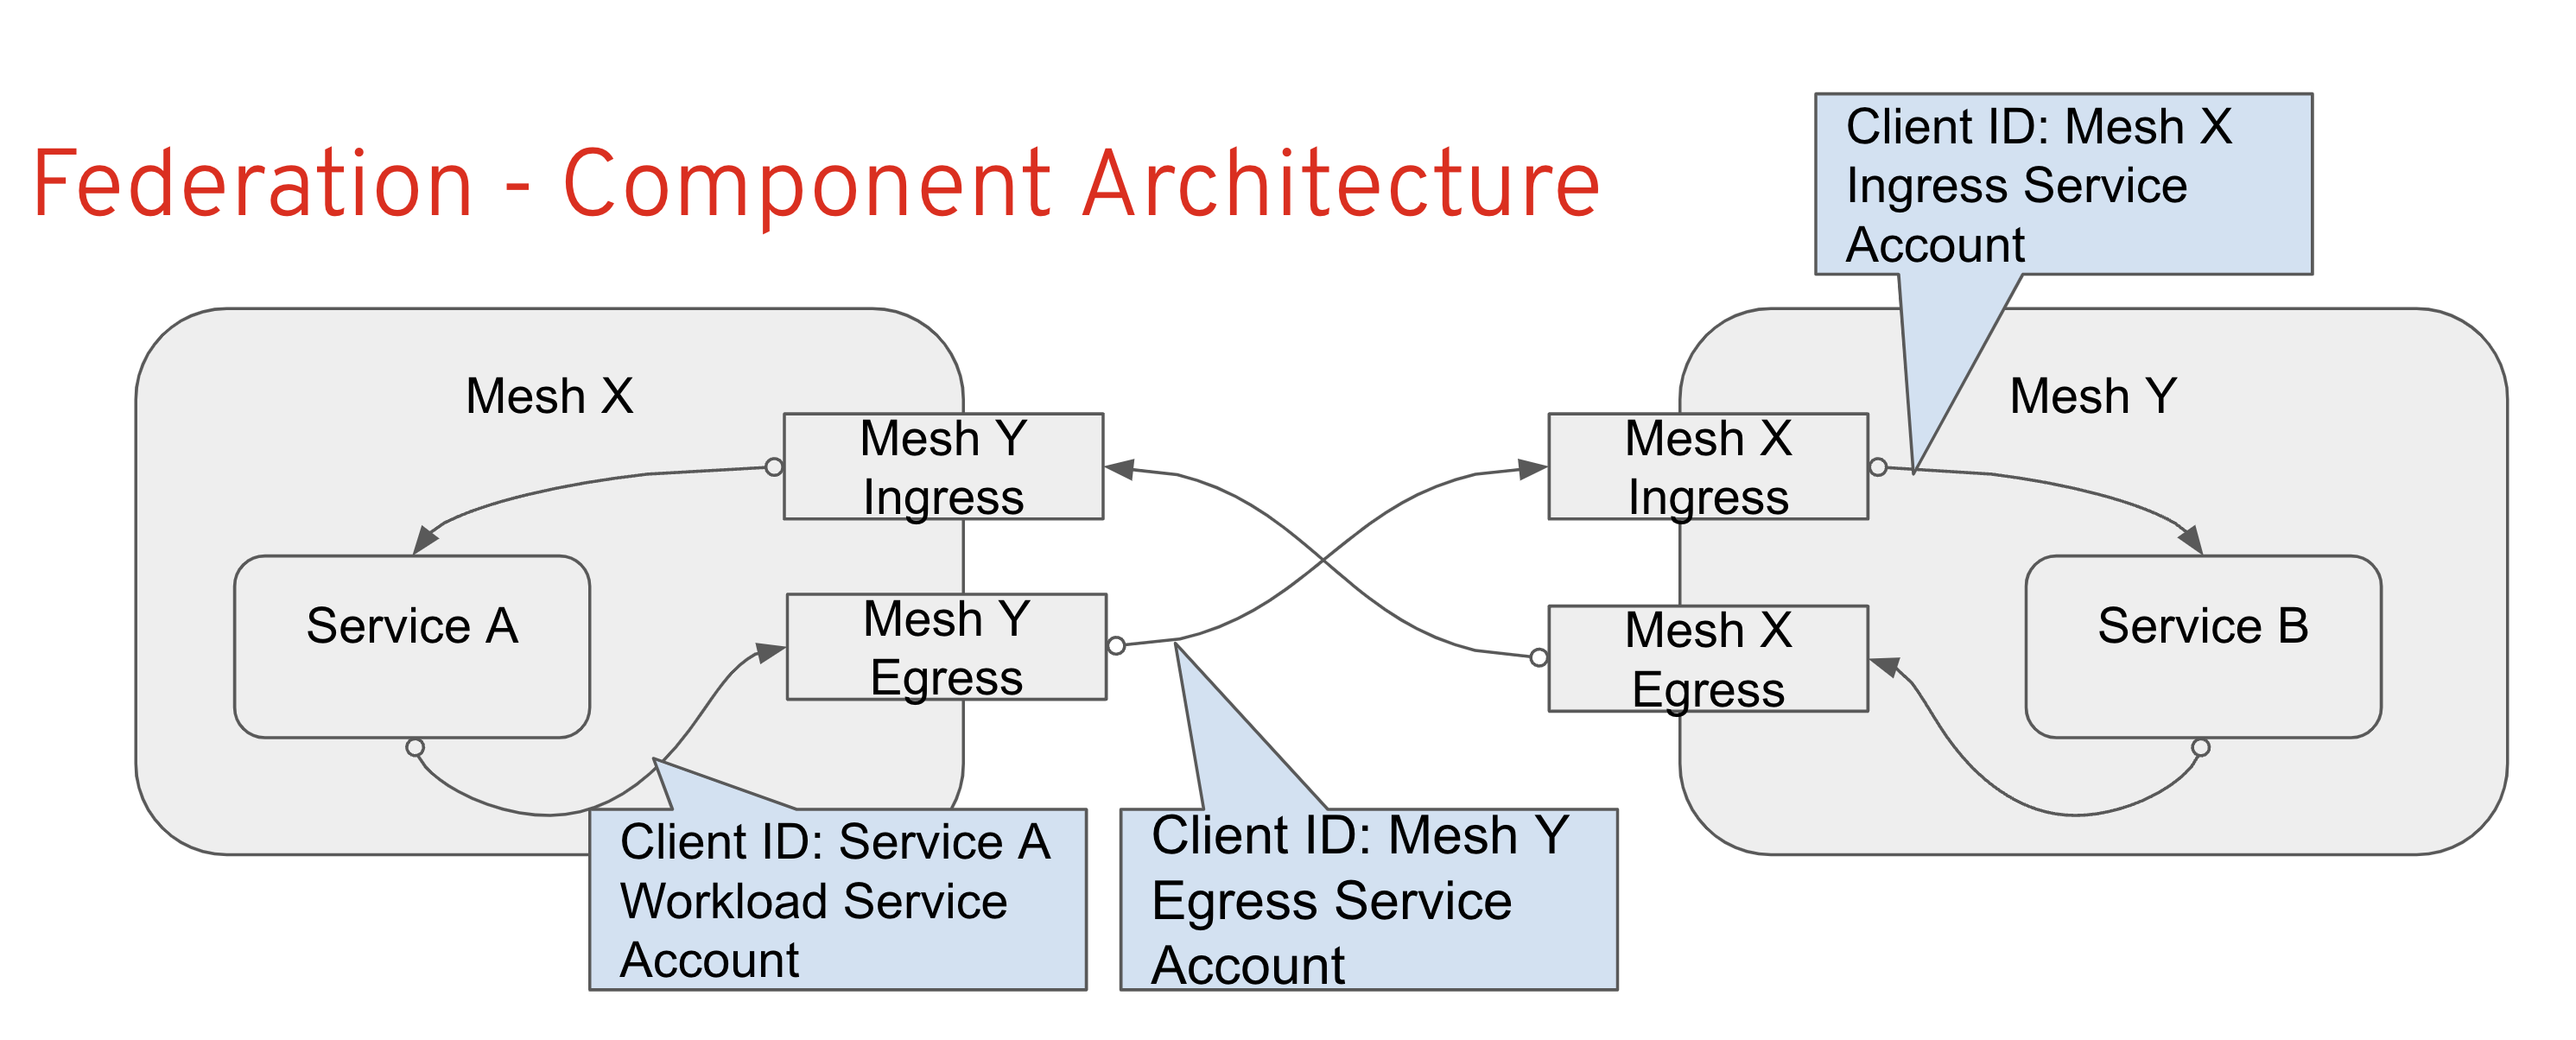 Federation - Component Architecture
Client ID: Mesh X
Ingress Service
Account
Mesh X
Mesh Y
Ingress
Mesh Y
Egress
Service A
Mesh X
Ingress
Mesh X
Egress
Mesh Y
Service B
Client ID: Service A
Workload Service
Account
Client ID: Mesh Y
Egress Service
Account